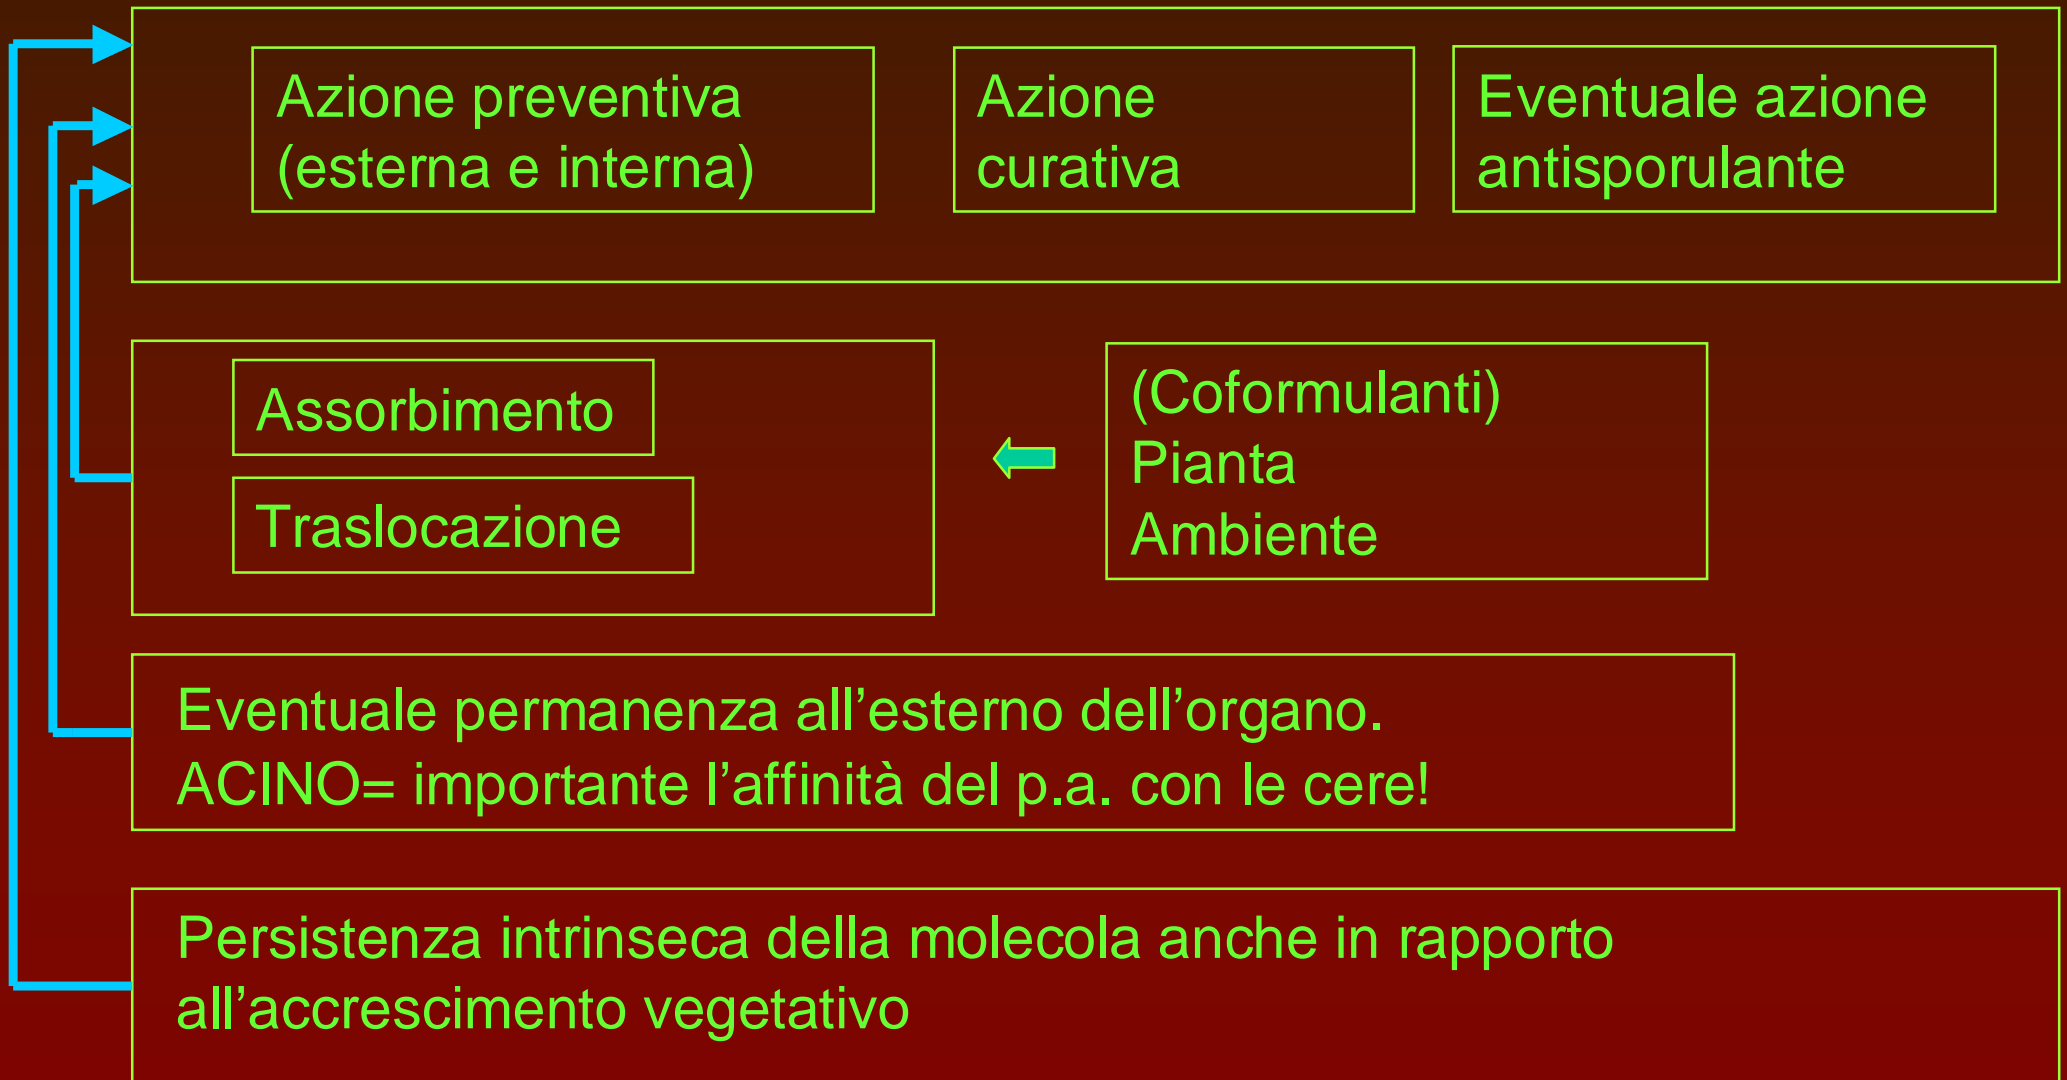 Azione preventiva
(esterna e interna)
Azione
curativa
Eventuale azione
antisporulante
Assorbimento
Traslocazione
(Coformulanti)
Pianta
Ambiente
Eventuale permanenza all’esterno dell’organo.
ACINO= importante l’affinità del p.a. con le cere!
Persistenza intrinseca della molecola anche in rapporto
all’accrescimento vegetativo